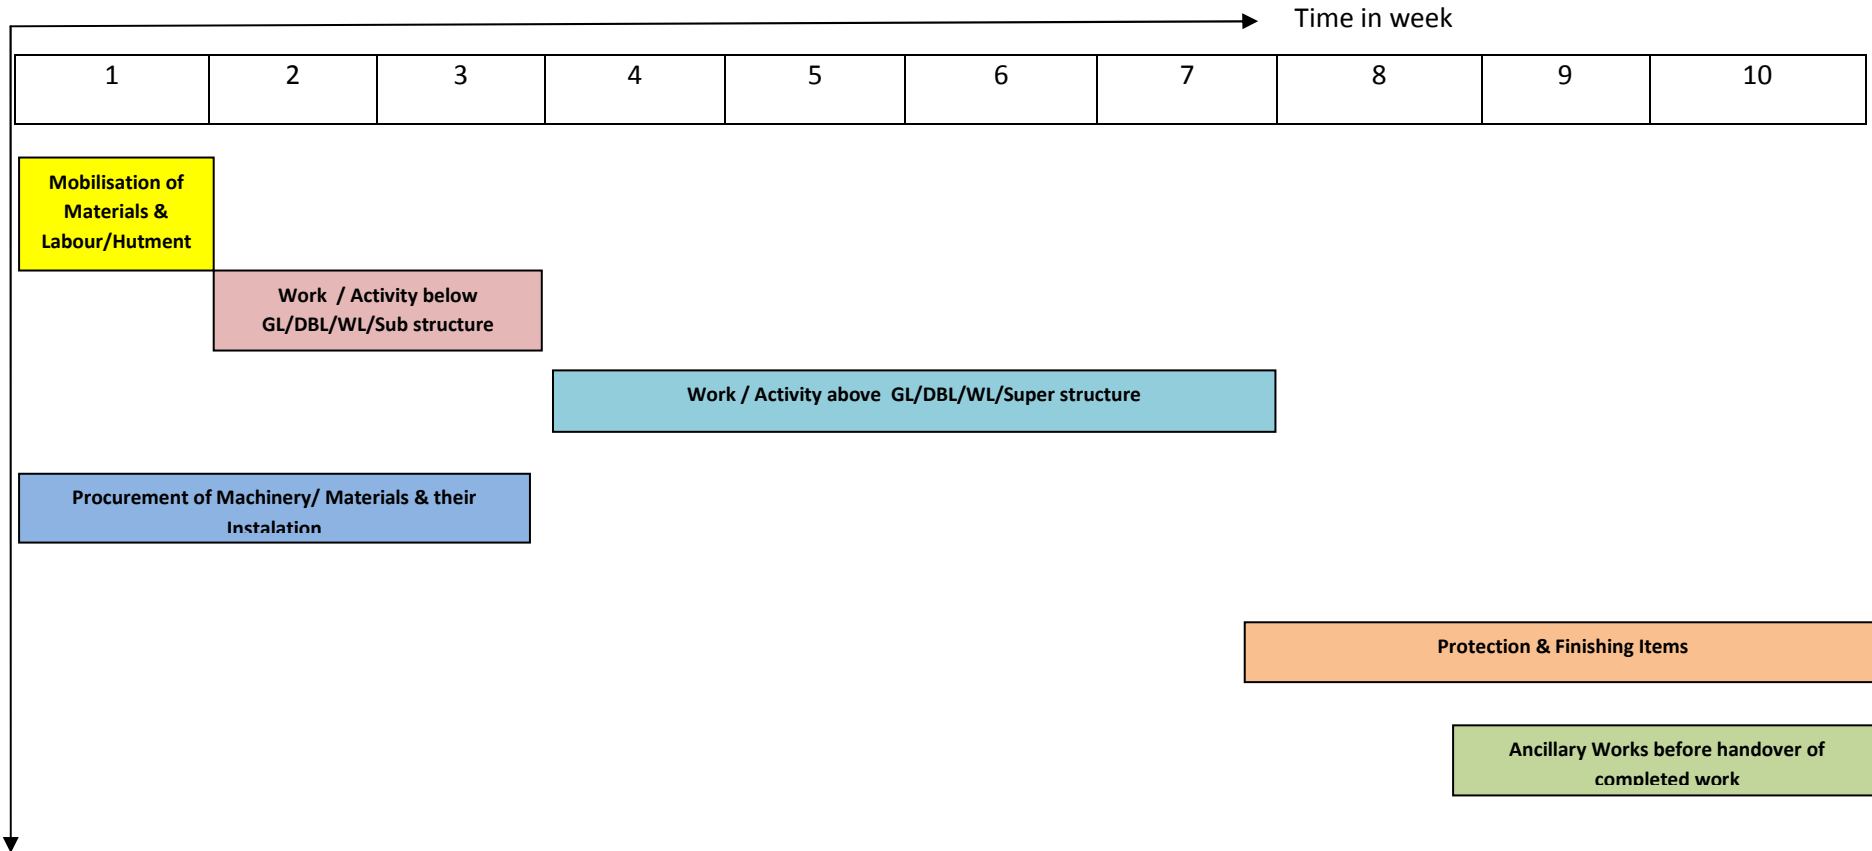 Time in week
1 2 3 4 5 6 7 8 9 10
Mobilisation of
Materials &
Labour/Hutment
Work / Activity below
GL/DBL/WL/Sub structure
Work / Activity above GL/DBL/WL/Super structure
Procurement of Machinery/ Materials & their
Instalation
Protection & Finishing Items
Ancillary Works before handover of
completed work